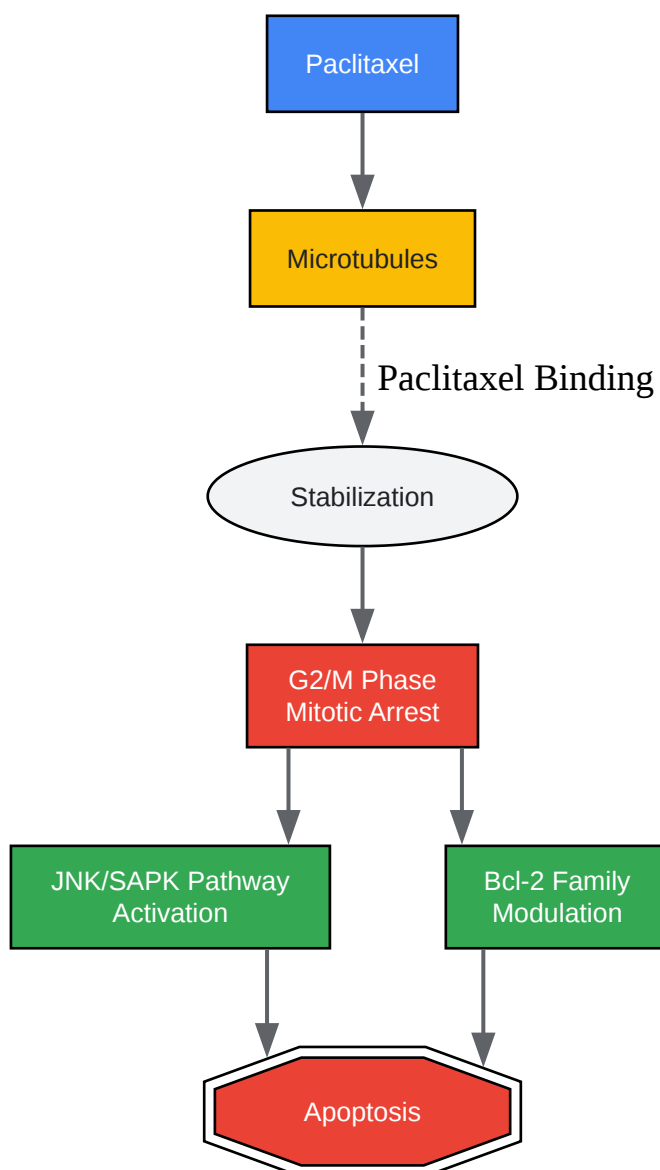 Paclitaxel
Microtubules
Paclitaxel Binding
Stabilization
G2/M Phase
Mitotic Arrest
JNK/SAPK Pathway
Activation
Bcl-2 Family
Modulation
Apoptosis